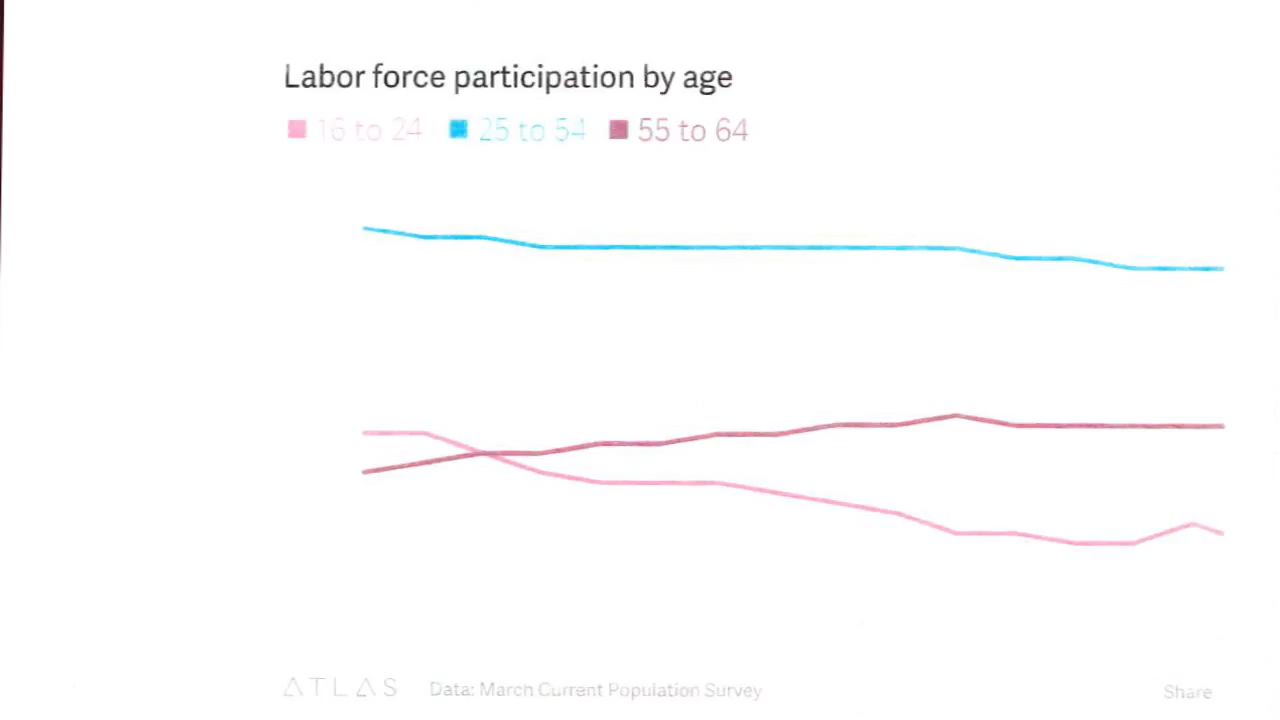 Labor force participation by age
16 to 24 25 to 54 55 to 64
ATLAS Data: March Current Population Survey Share